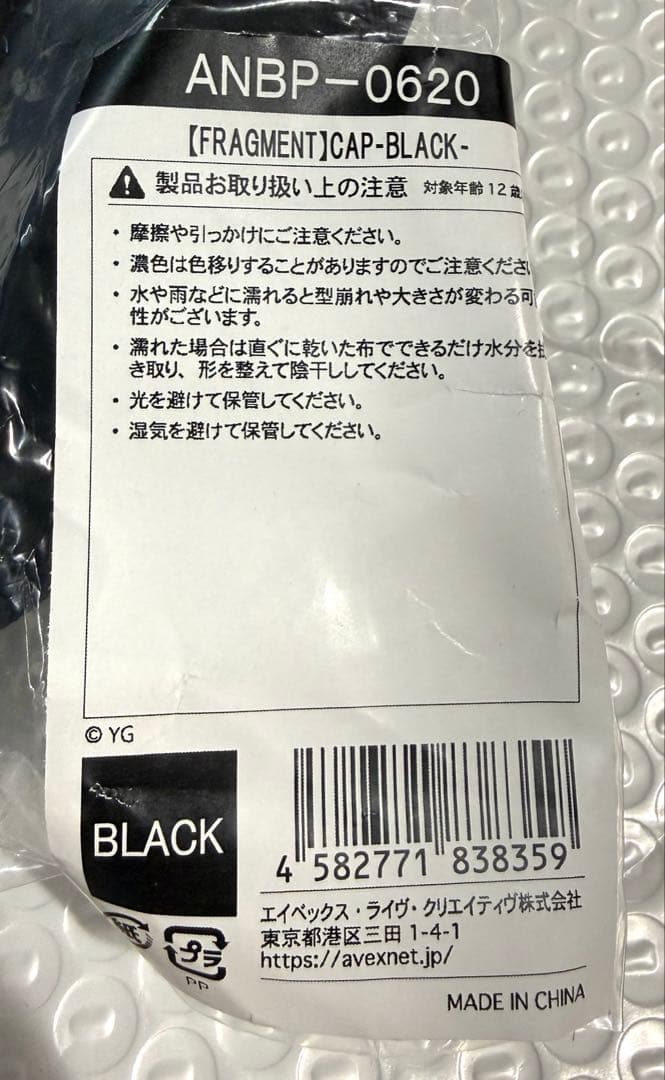 ANBP-0620
【FRAGMENT】CAP-BLACK-
製品お取り扱い上の注意 対象年齢12歳
・摩擦や引っかけにご注意ください。
・濃色は色移りすることがありますのでご注意くださ
・水や雨などに濡れると型崩れや大きさが変わる可
性がございます。
・濡れた場合は直ぐに乾いた布でできるだけ水分を
き取り、形を整えて陰干ししてください。
・光を避けて保管してください。
・湿気を避けて保管してください。
© YG
BLACK
4 582771 838359
エイベックス・ライヴ・クリエイティヴ株式会社
東京都港区三田1-4-1
https://avexnet.jp/
プラ
PP
MADE IN CHINA